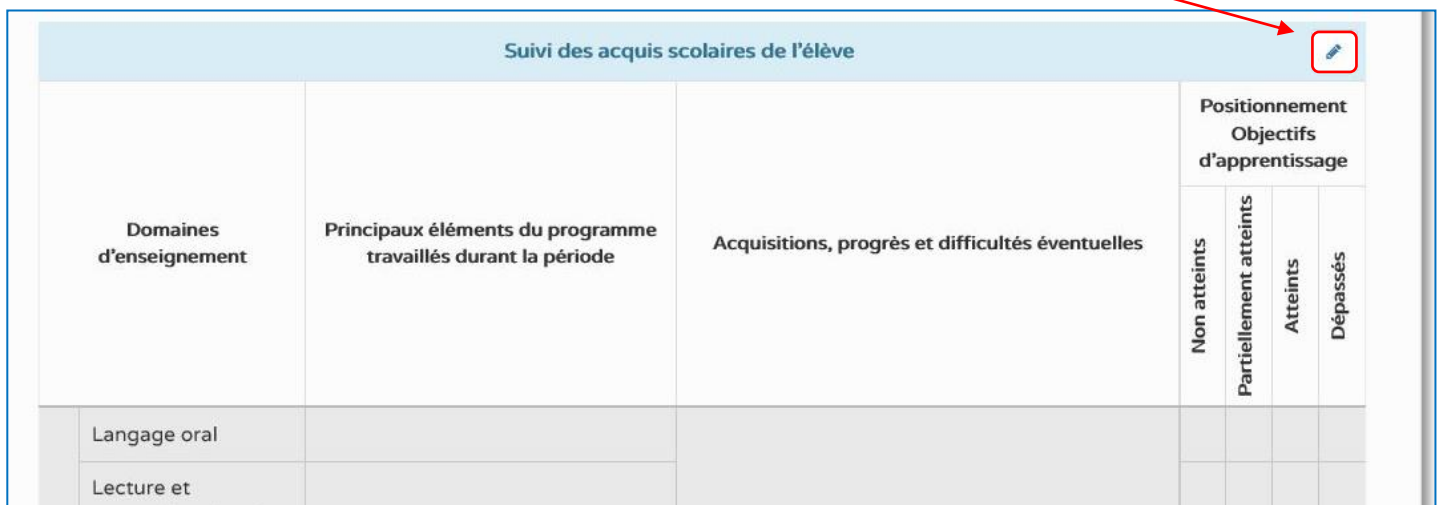 Suivi des acquis scolaires de l'élève
Domaines
d'enseignement
Principaux éléments du programme
travaillés durant la période
Acquisitions, progrès et difficultés éventuelles
Positionnement
Objectifs
d'apprentissage
Non atteints
Partiellement atteints
Atteints
Dépassés
Langage oral
Lecture et